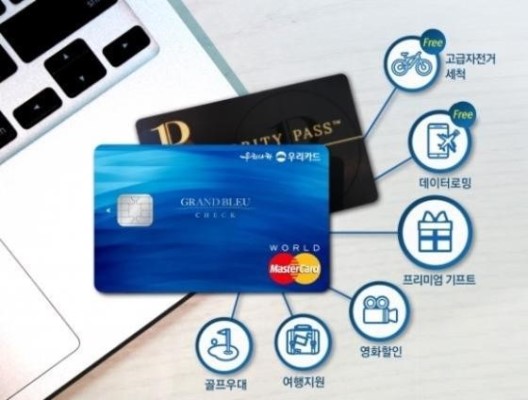 Free
고급자전거
세척
P
RITY PASS™
Free
데이터로밍
우리카드
GRAND BLEU
CHECK
WORLD
MasterCard
프리미엄 기프트
영화할인
여행지원
골프우대